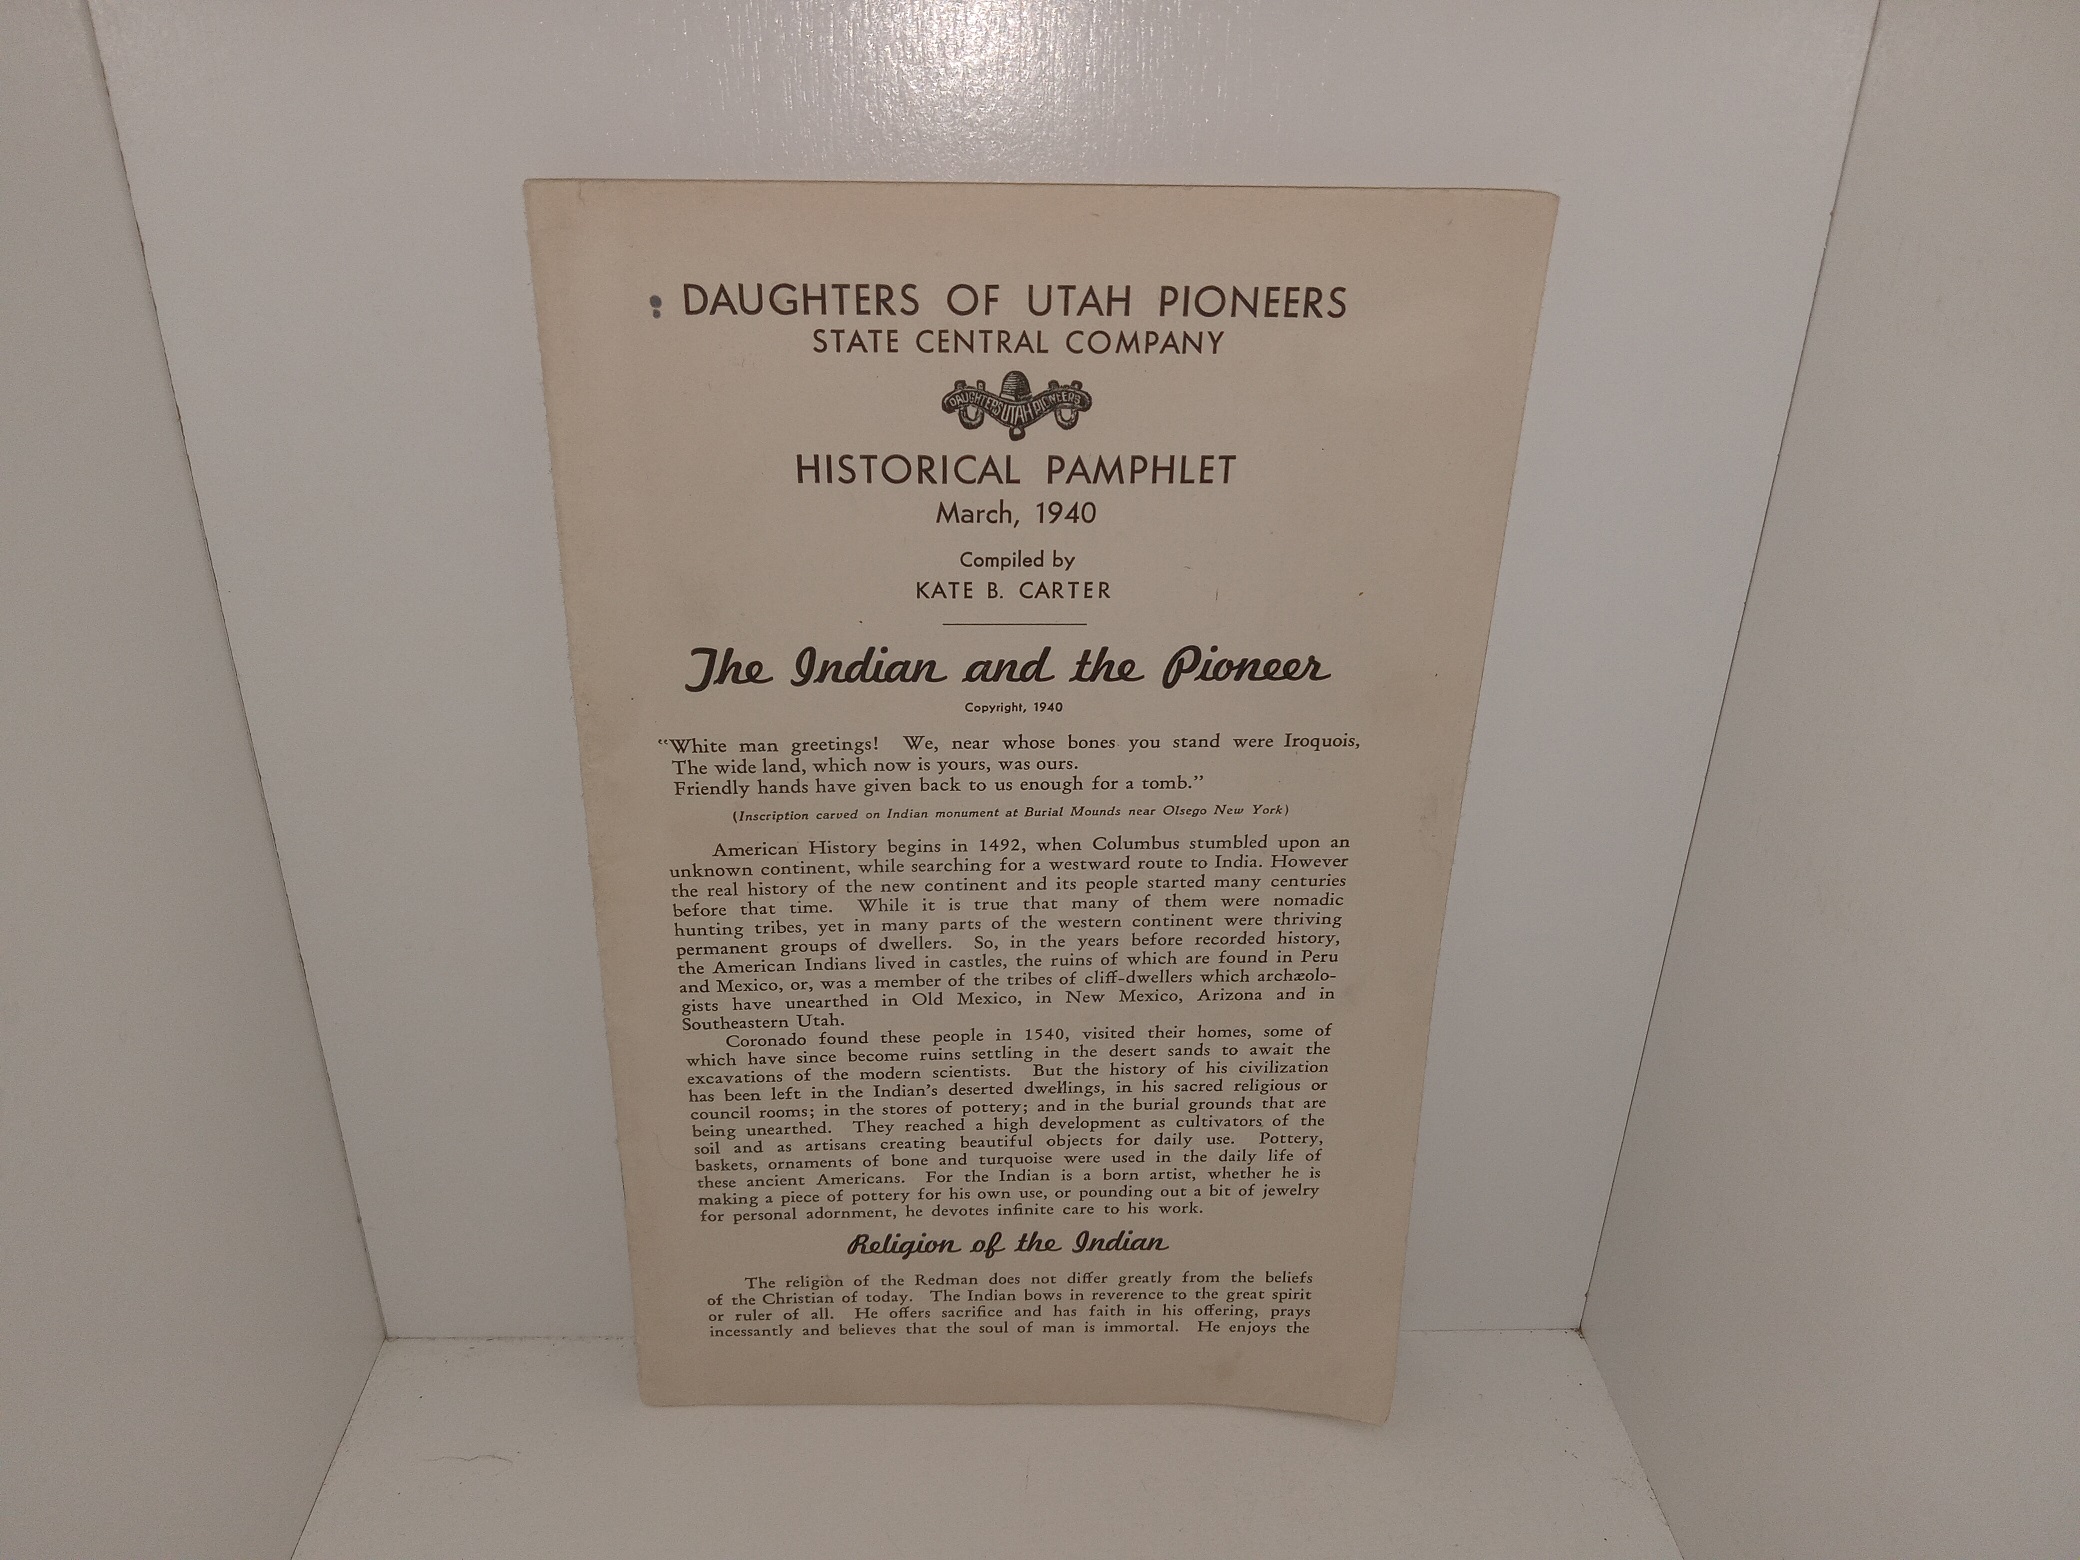 DAUGHTERS OF UTAH PIONEERS
STATE CENTRAL COMPANY
DAUGHTERS UTAH PIONEERS
HISTORICAL PAMPHLET
March, 1940
Compiled by
KATE B. CARTER
The Indian and the Pioneer
Copyright, 1940
“White man greetings! We, near whose bones you stand were Iroquois,
The wide land, which now is yours, was ours.
Friendly hands have given back to us enough for a tomb.”
(Inscription carved on Indian monument at Burial Mounds near Olsego New York)
American History begins in 1492, when Columbus stumbled upon an
unknown continent, while searching for a westward route to India. However
the real history of the new continent and its people started many centuries
before that time. While it is true that many of them were nomadic
hunting tribes, yet in many parts of the western continent were thriving
permanent groups of dwellers. So, in the years before recorded history,
the American Indians lived in castles, the ruins of which are found in Peru
and Mexico, or, was a member of the tribes of cliff-dwellers which archæolo-
gists have unearthed in Old Mexico, in New Mexico, Arizona and in
Southeastern Utah.
Coronado found these people in 1540, visited their homes, some of
which have since become ruins settling in the desert sands to await the
excavations of the modern scientists. But the history of his civilization
has been left in the Indian’s deserted dwellings, in his sacred religious or
council rooms; in the stores of pottery; and in the burial grounds that are
being unearthed. They reached a high development as cultivators of the
soil and as artisans creating beautiful objects for daily use. Pottery,
baskets, ornaments of bone and turquoise were used in the daily life of
these ancient Americans. For the Indian is a born artist, whether he is
making a piece of pottery for his own use, or pounding out a bit of jewelry
for personal adornment, he devotes infinite care to his work.
Religion of the Indian
The religion of the Redman does not differ greatly from the beliefs
of the Christian of today. The Indian bows in reverence to the great spirit
or ruler of all. He offers sacrifice and has faith in his offering, prays
incessantly and believes that the soul of man is immortal. He enjoys the